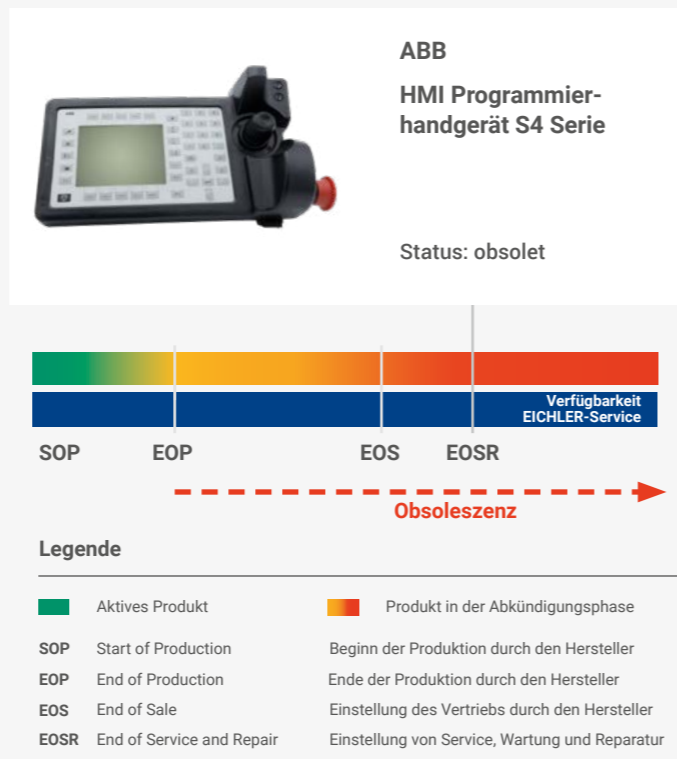 ABB
HMI Programmier-
handgerät S4 Serie
Status: obsolet
Verfügbarkeit
EICHLER-Service
SOP EOP EOS EOSR
Obsoleszenz
Legende
Aktives Produkt Produkt in der Abkündigungsphase
SOP Start of Production Beginn der Produktion durch den Hersteller
EOP End of Production Ende der Produktion durch den Hersteller
EOS End of Sale Einstellung des Vertriebs durch den Hersteller
EOSR End of Service and Repair Einstellung von Service, Wartung und Reparatur